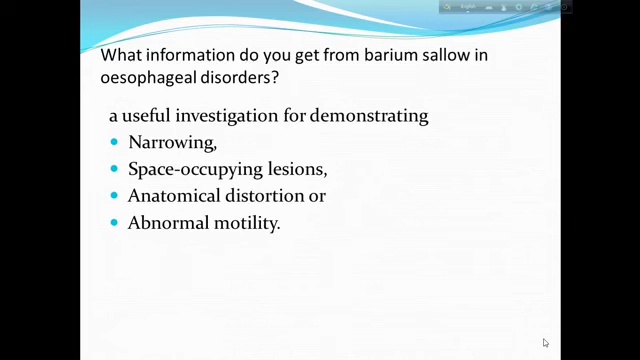 English
What information do you get from barium sallow in
oesophageal disorders?
a useful investigation for demonstrating
• Narrowing,
• Space-occupying lesions,
• Anatomical distortion or
• Abnormal motility.